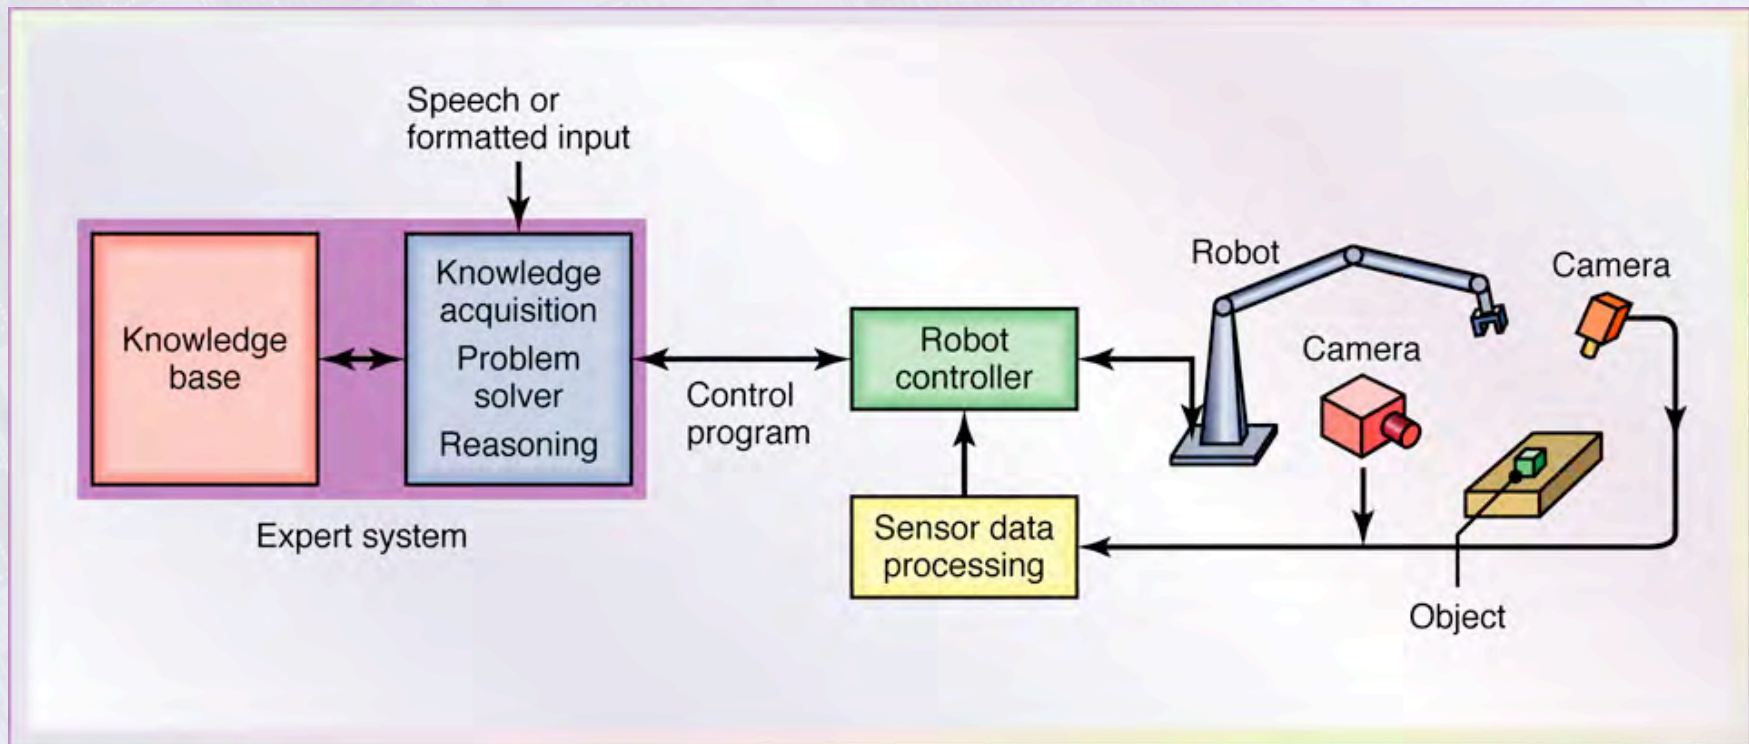 Speech or
formatted input
Knowledge
base
Knowledge
acquisition
Problem
solver
Reasoning
Expert system
Control
program
Robot
controller
Sensor data
processing
Robot
Camera
Camera
Object